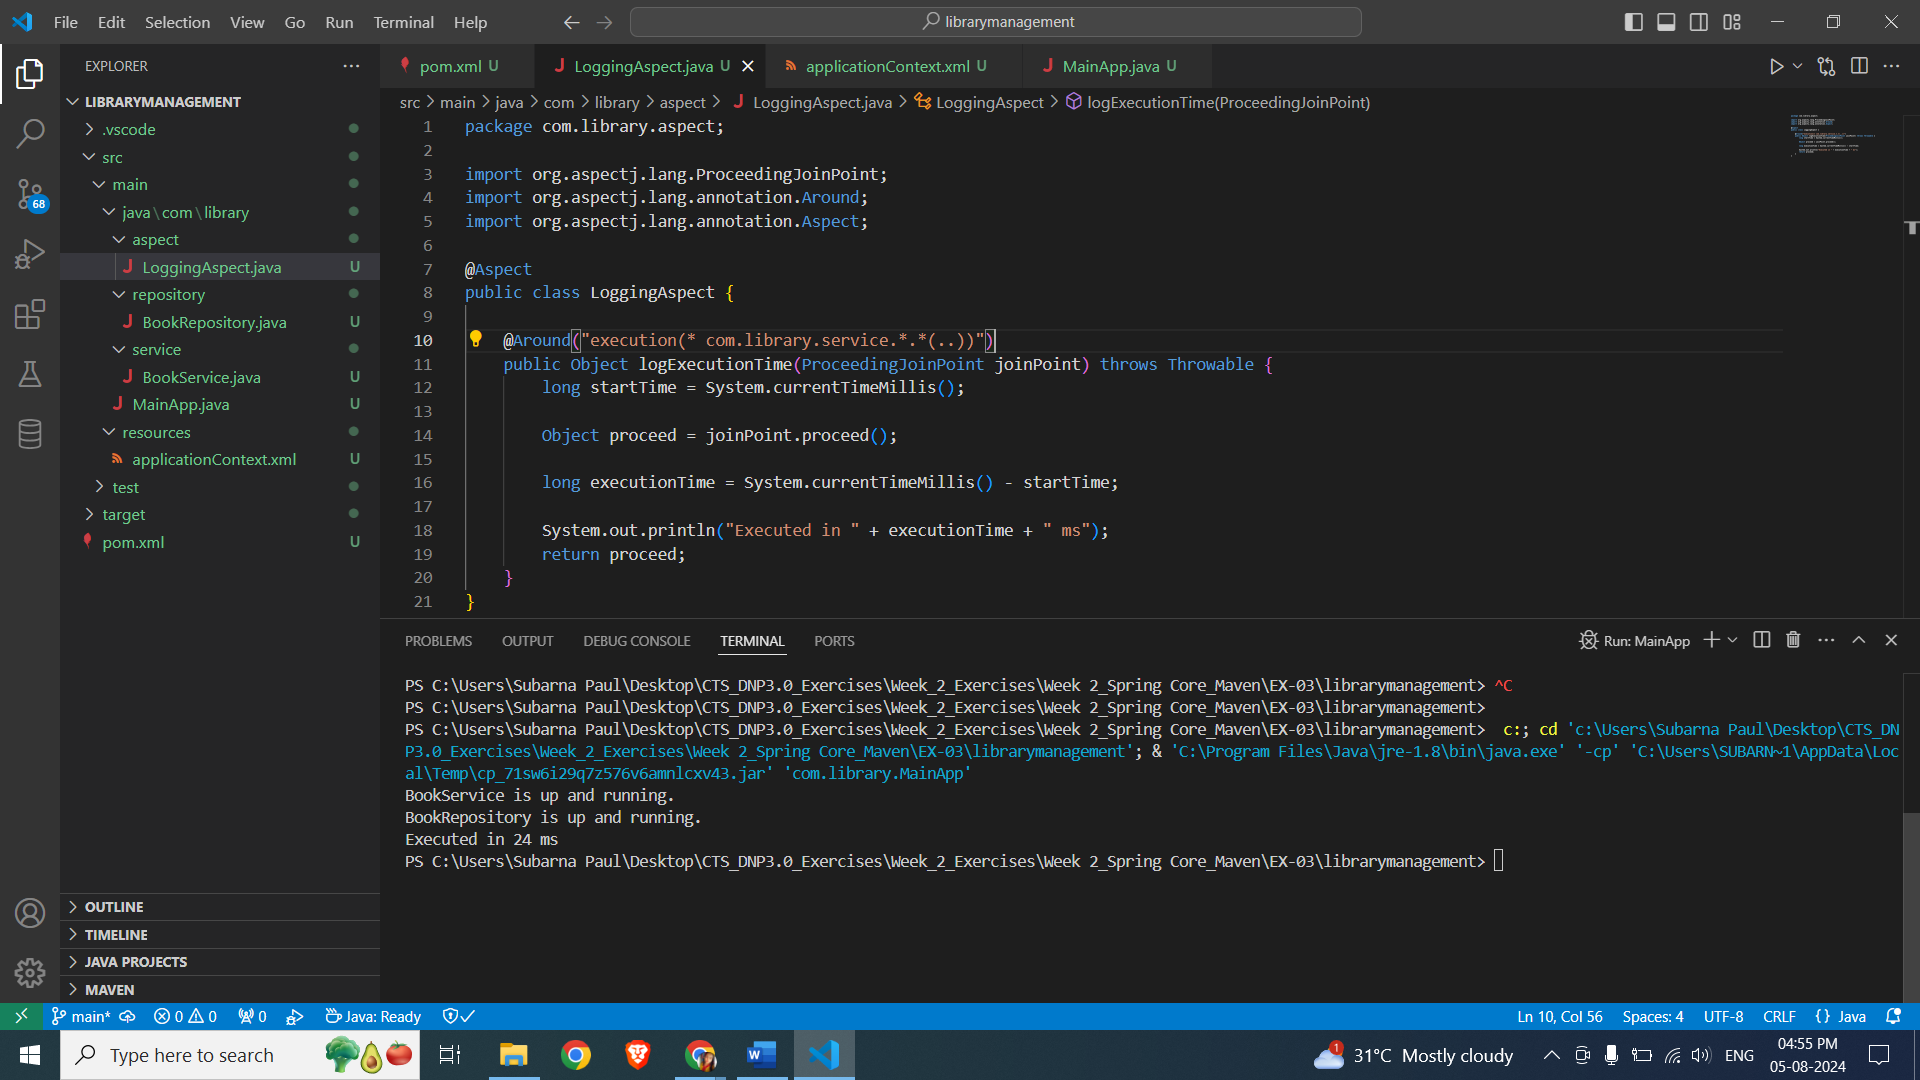 File Edit Selection View Go Run Terminal Help
librarymanagement
EXPLORER
LIBRARYMANAGEMENT
.vscode
src
main
java\com\library
aspect
LoggingAspect.java U
repository
BookRepository.java U
service
BookService.java U
MainApp.java U
resources
applicationContext.xml U
test
target
pom.xml U
OUTLINE
TIMELINE
JAVA PROJECTS
MAVEN
68
pom.xml U LoggingAspect.java U applicationContext.xml U MainApp.java U
src > main > java > com > library > aspect > LoggingAspect.java > LoggingAspect > logExecutionTime(ProceedingJoinPoint)
1 package com.library.aspect;
2
3 import org.aspectj.lang.ProceedingJoinPoint;
4 import org.aspectj.lang.annotation.Around;
5 import org.aspectj.lang.annotation.Aspect;
6
7 @Aspect
8 public class LoggingAspect {
9
10 @Around("execution(* com.library.service.*.*(..))")
11 public Object logExecutionTime(ProceedingJoinPoint joinPoint) throws Throwable {
12 long startTime = System.currentTimeMillis();
13
14 Object proceed = joinPoint.proceed();
15
16 long executionTime = System.currentTimeMillis() - startTime;
17
18 System.out.println("Executed in " + executionTime + " ms");
19 return proceed;
20 }
21 }
PROBLEMS OUTPUT DEBUG CONSOLE TERMINAL PORTS
Run: MainApp
PS C:\Users\Subarna Paul\Desktop\CTS_DNP3.0_Exercises\Week_2_Exercises\Week 2_Spring Core_Maven\EX-03\librarymanagement> ^C
PS C:\Users\Subarna Paul\Desktop\CTS_DNP3.0_Exercises\Week_2_Exercises\Week 2_Spring Core_Maven\EX-03\librarymanagement>
PS C:\Users\Subarna Paul\Desktop\CTS_DNP3.0_Exercises\Week_2_Exercises\Week 2_Spring Core_Maven\EX-03\librarymanagement> c:; cd 'c:\Users\Subarna Paul\Desktop\CTS_DN
P3.0_Exercises\Week_2_Exercises\Week 2_Spring Core_Maven\EX-03\librarymanagement'; & 'C:\Program Files\Java\jre-1.8\bin\java.exe' '-cp' 'C:\Users\SUBARN~1\AppData\Loc
al\Temp\cp_71sw6i29q7z576v6amnlcxv43.jar' 'com.library.MainApp'
BookService is up and running.
BookRepository is up and running.
Executed in 24 ms
PS C:\Users\Subarna Paul\Desktop\CTS_DNP3.0_Exercises\Week_2_Exercises\Week 2_Spring Core_Maven\EX-03\librarymanagement>
main* 0 0 0 Java: Ready
Ln 10, Col 56 Spaces: 4 UTF-8 CRLF {} Java
Type here to search
1 31°C Mostly cloudy
ENG
04:55 PM
05-08-2024